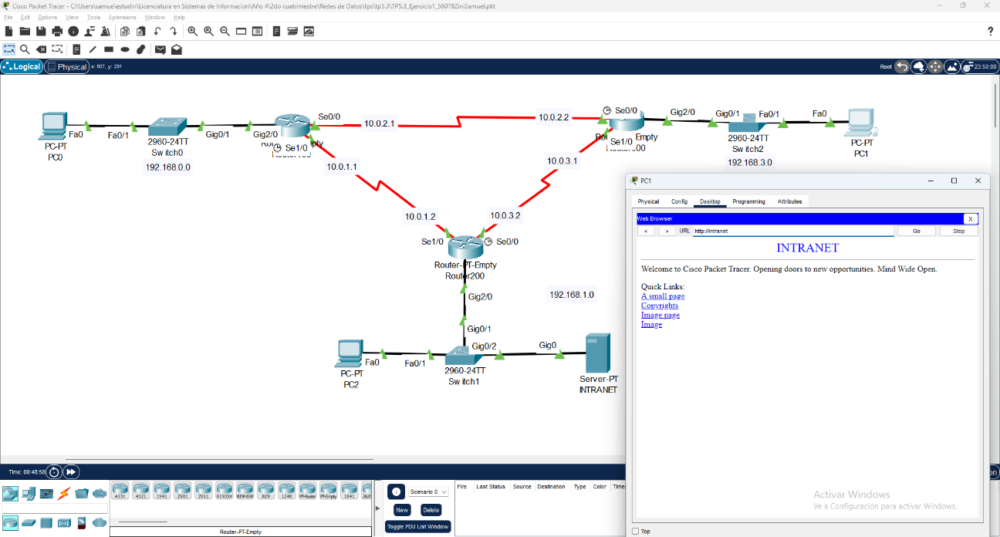 Cisco Packet Tracer - C:\Users\samue\estudin\Licenciatura en Sistemas de Informacion\Año 4\2do cuatrimestre\Redes de Datos\tps\tp5.3\TP5.3_Ejercicio1_56078ZiniSamuel.pkt
File Edit Options View Tools Extensions Window Help
Logical Physical x: 907, y: 291 Root 23:50:00
Se0/0 10.0.2.1 10.0.2.2 Se0/0 Gig2/0 Gig0/1 Fa0/1 Fa0
Fa0 Fa0/1 Gig0/1 Gig2/0
PC-PT
PC0
2960-24TT
Switch0
192.168.0.0
Se1/0
10.0.1.1
Se1/0 Empty
10.0.3.1
2960-24TT
Switch2
192.168.3.0
PC-PT
PC1
10.0.1.2 10.0.3.2
Se1/0 Se0/0
Router-PT-Empty
Router200
Gig2/0
192.168.1.0
Gig0/1
Gig0/2 Gig0
Fa0 Fa0/1
PC-PT
PC2
2960-24TT
Switch1
Server-PT
INTRANET
PC1
Physical Config Desktop Programming Attributes
Web Browser X
< > URL http://intranet Go Stop
INTRANET
Welcome to Cisco Packet Tracer. Opening doors to new opportunities. Mind Wide Open.
Quick Links:
A small page
Copyrights
Image page
Image
Activar Windows
Ve a Configuración para activar Windows.
Top
Time: 00:48:58
4331 4321 1941 2901 2911 819IOX 819HGW 829 1240 PT-Router PT-Empty 1841
Router-PT-Empty
Scenario 0
New Delete
Toggle PDU List Window
Fire Last Status Source Destination Type Color